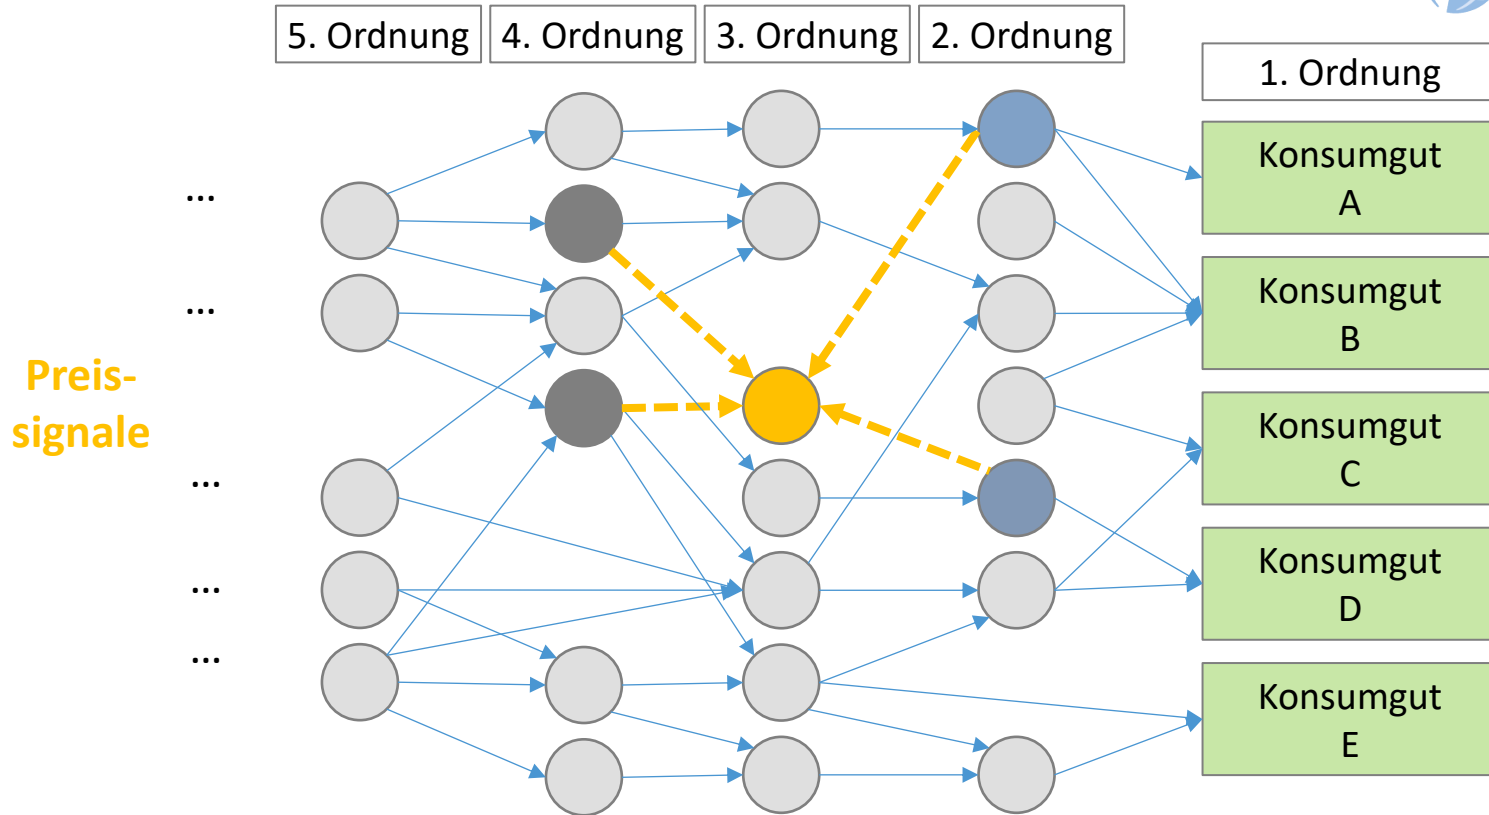 5. Ordnung
4. Ordnung
3. Ordnung
2. Ordnung
1. Ordnung
Konsumgut
A
...
Konsumgut
B
...
Preis-
signale
Konsumgut
C
...
Konsumgut
D
...
...
Konsumgut
E